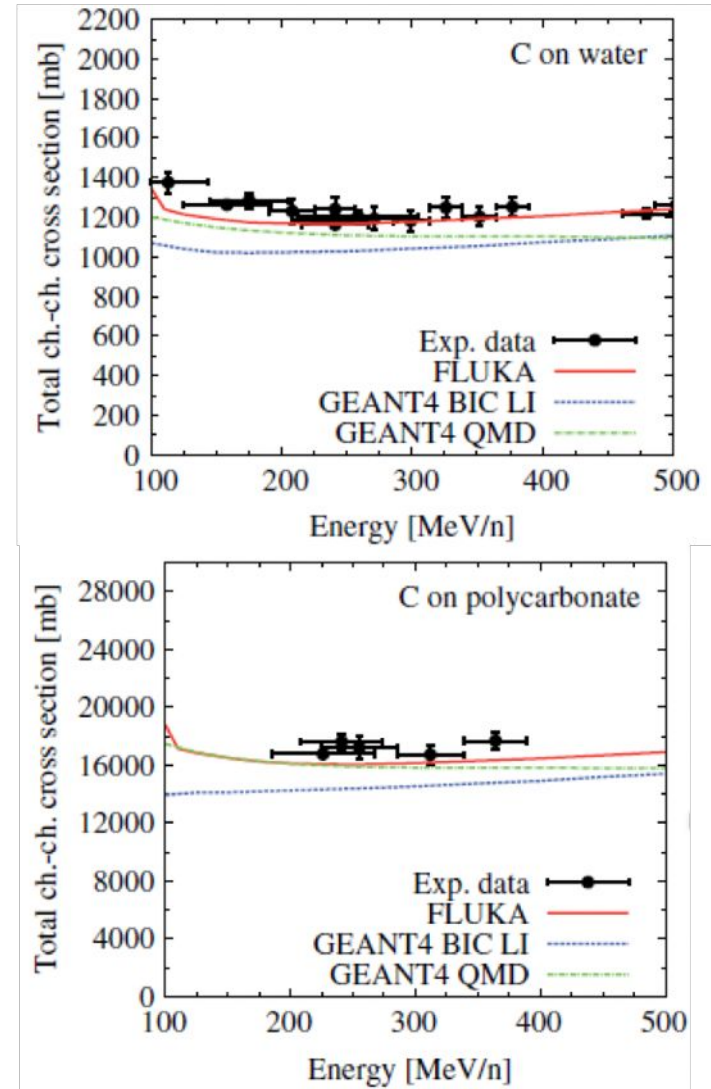 2200
2000
1800
1600
1400
1200
1000
800
600
400
200
0
Total ch.-ch. cross section [mb]
C on water
Exp. data
FLUKA
GEANT4 BIC LI
GEANT4 QMD
100 200 300 400 500
Energy [MeV/n]
28000
24000
20000
16000
12000
8000
4000
0
Total ch.-ch. cross section [mb]
C on polycarbonate
Exp. data
FLUKA
GEANT4 BIC LI
GEANT4 QMD
100 200 300 400 500
Energy [MeV/n]